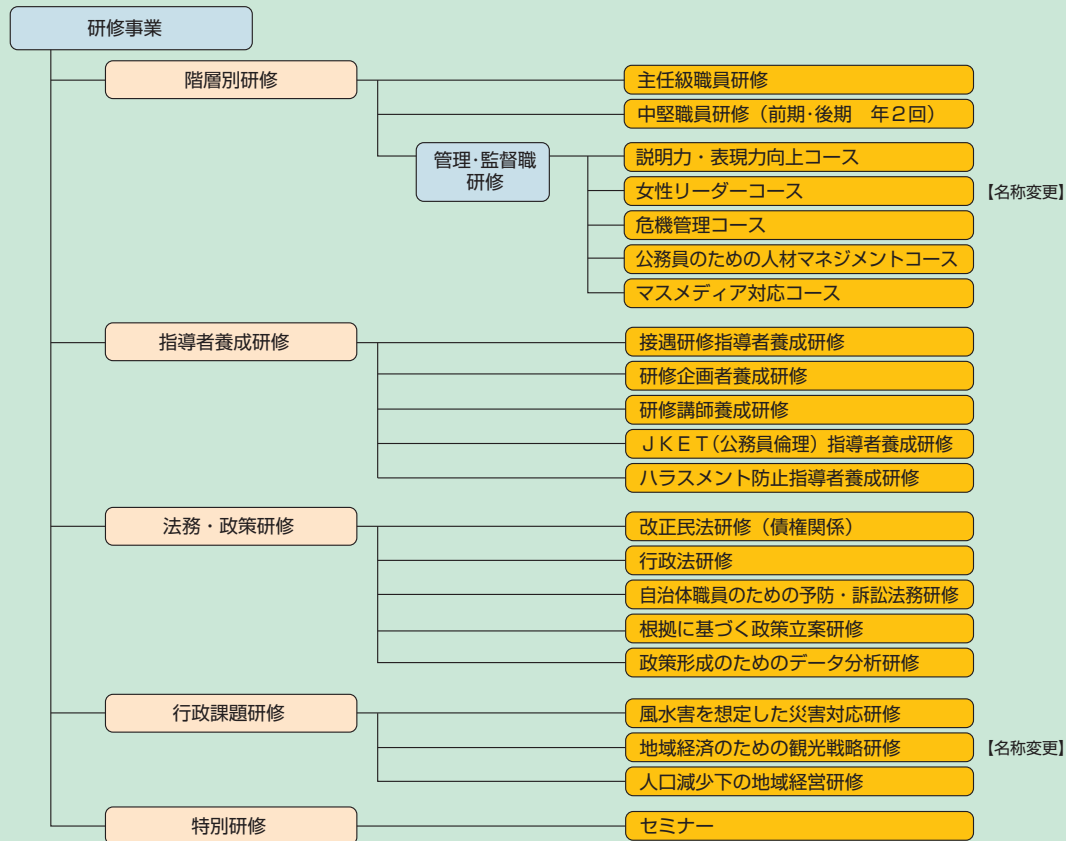 研修事業
階層別研修
主任級職員研修
中堅職員研修（前期・後期　年２回）
管理・監督職
研修
説明力・表現力向上コース
女性リーダーコース
【名称変更】
危機管理コース
公務員のための人材マネジメントコース
マスメディア対応コース
指導者養成研修
接遇研修指導者養成研修
研修企画者養成研修
研修講師養成研修
ＪＫＥＴ（公務員倫理）指導者養成研修
ハラスメント防止指導者養成研修
法務・政策研修
改正民法研修（債権関係）
行政法研修
自治体職員のための予防・訴訟法務研修
根拠に基づく政策立案研修
政策形成のためのデータ分析研修
行政課題研修
風水害を想定した災害対応研修
地域経済のための観光戦略研修
【名称変更】
人口減少下の地域経営研修
特別研修
セミナー